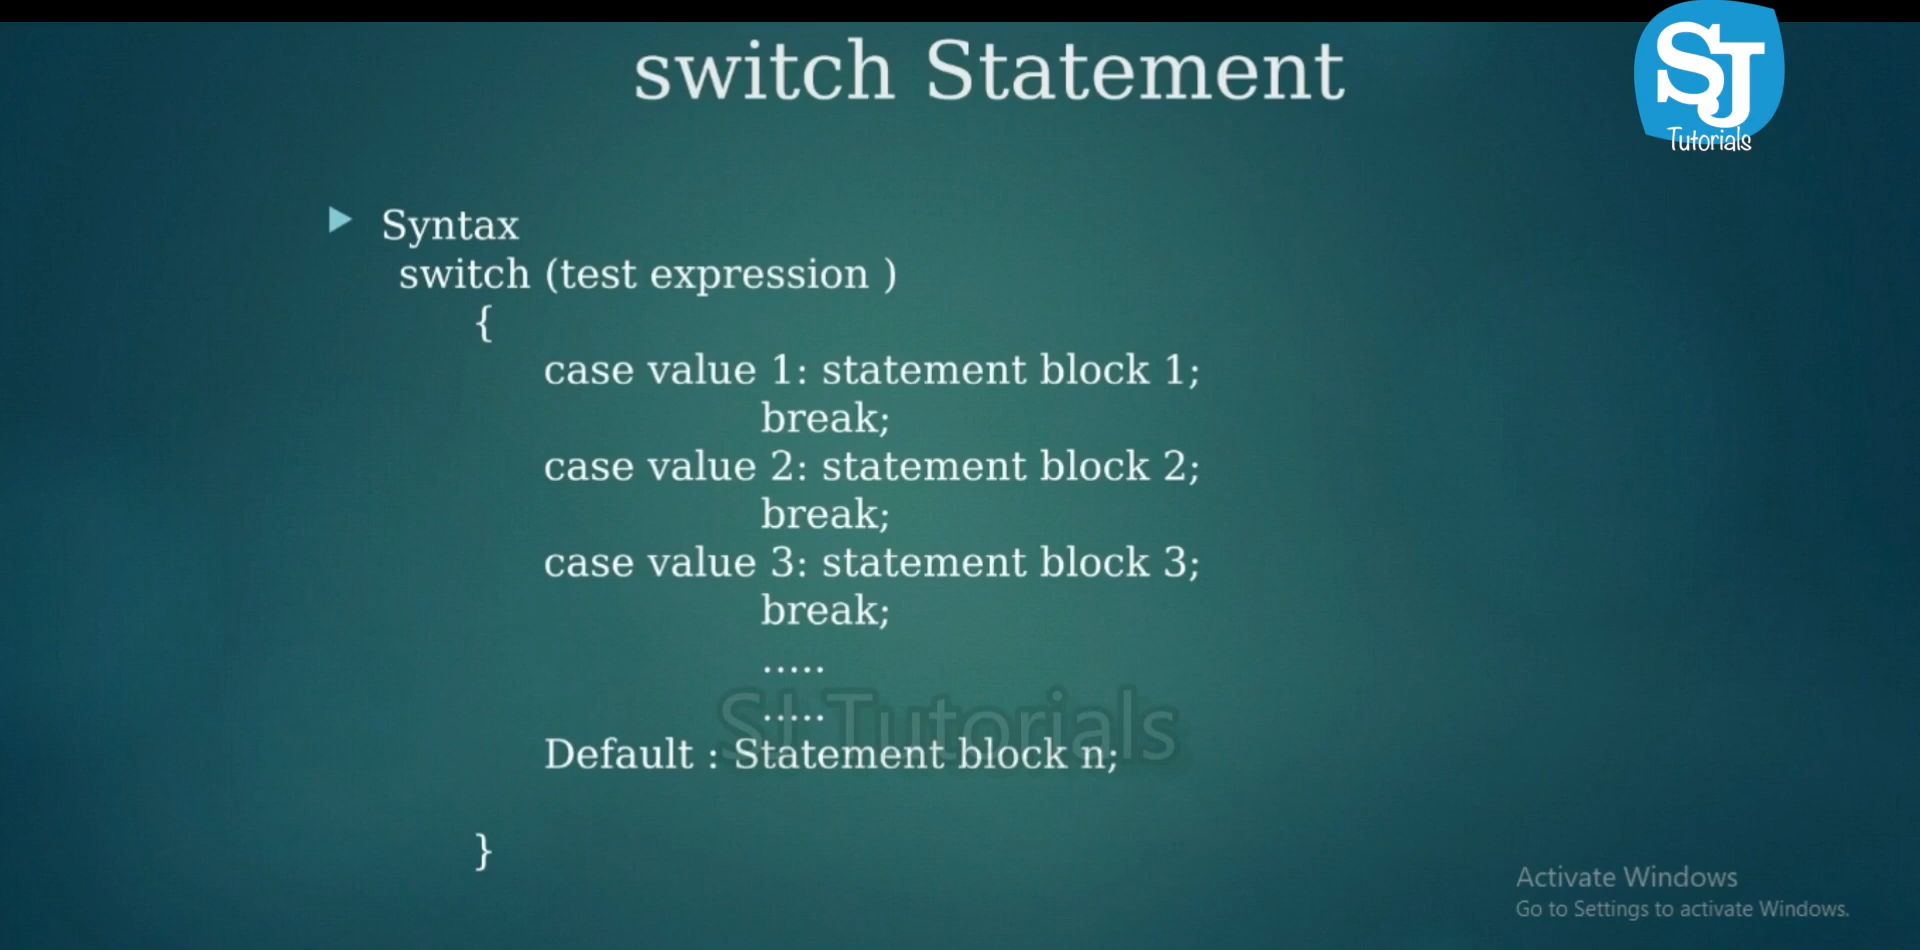 switch Statement
SJ
Tutorials
Syntax
switch (test expression )
{
case value 1: statement block 1;
break;
case value 2: statement block 2;
break;
case value 3: statement block 3;
break;
.....
.....
SJ Tutorials
Default : Statement block n;
}
Activate Windows
Go to Settings to activate Windows.